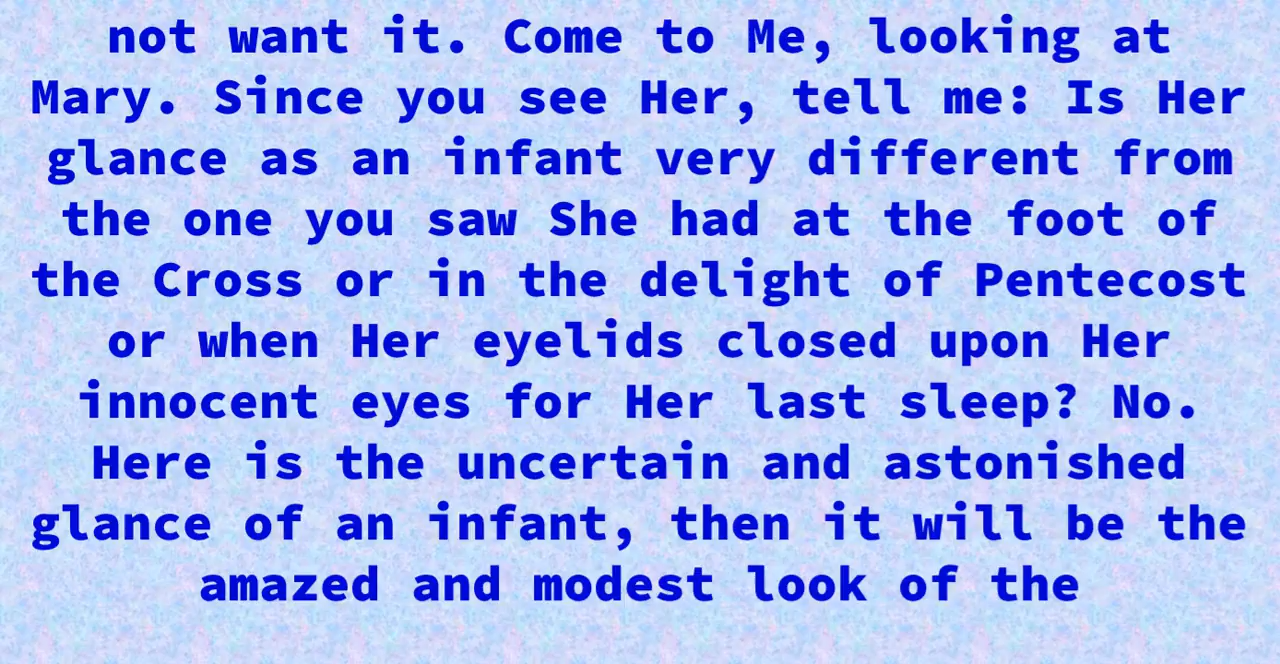 not want it. Come to Me, looking at
Mary. Since you see Her, tell me: Is Her
glance as an infant very different from
the one you saw She had at the foot of
the Cross or in the delight of Pentecost
or when Her eyelids closed upon Her
innocent eyes for Her last sleep? No.
Here is the uncertain and astonished
glance of an infant, then it will be the
amazed and modest look of the